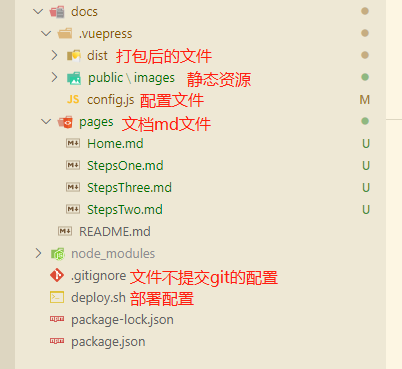 docs
.vuepress
dist 打包后的文件
public \ images 静态资源
JS config.js 配置文件 M
pages 文档md文件
M↓ Home.md U
M↓ StepsOne.md U
M↓ StepsThree.md U
M↓ StepsTwo.md U
M↓ README.md
node_modules
.gitignore 文件不提交git的配置
deploy.sh 部署配置
npm package-lock.json
npm package.json